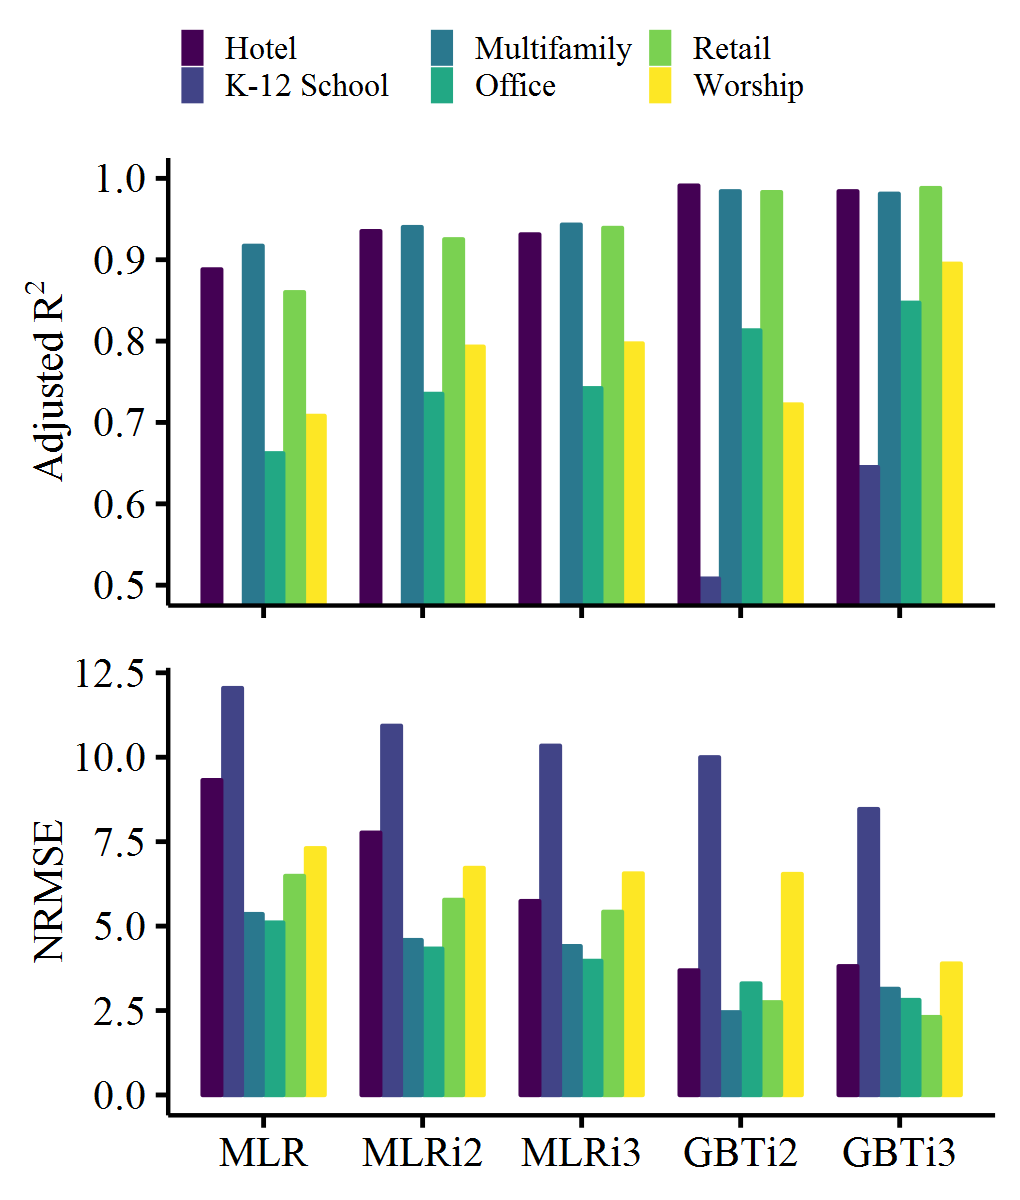 Hotel Multifamily Retail
K-12 School Office Worship
Adjusted R²
1.0
0.9
0.8
0.7
0.6
0.5
NRMSE
12.5
10.0
7.5
5.0
2.5
0.0
MLR MLRi2 MLRi3 GBTi2 GBTi3